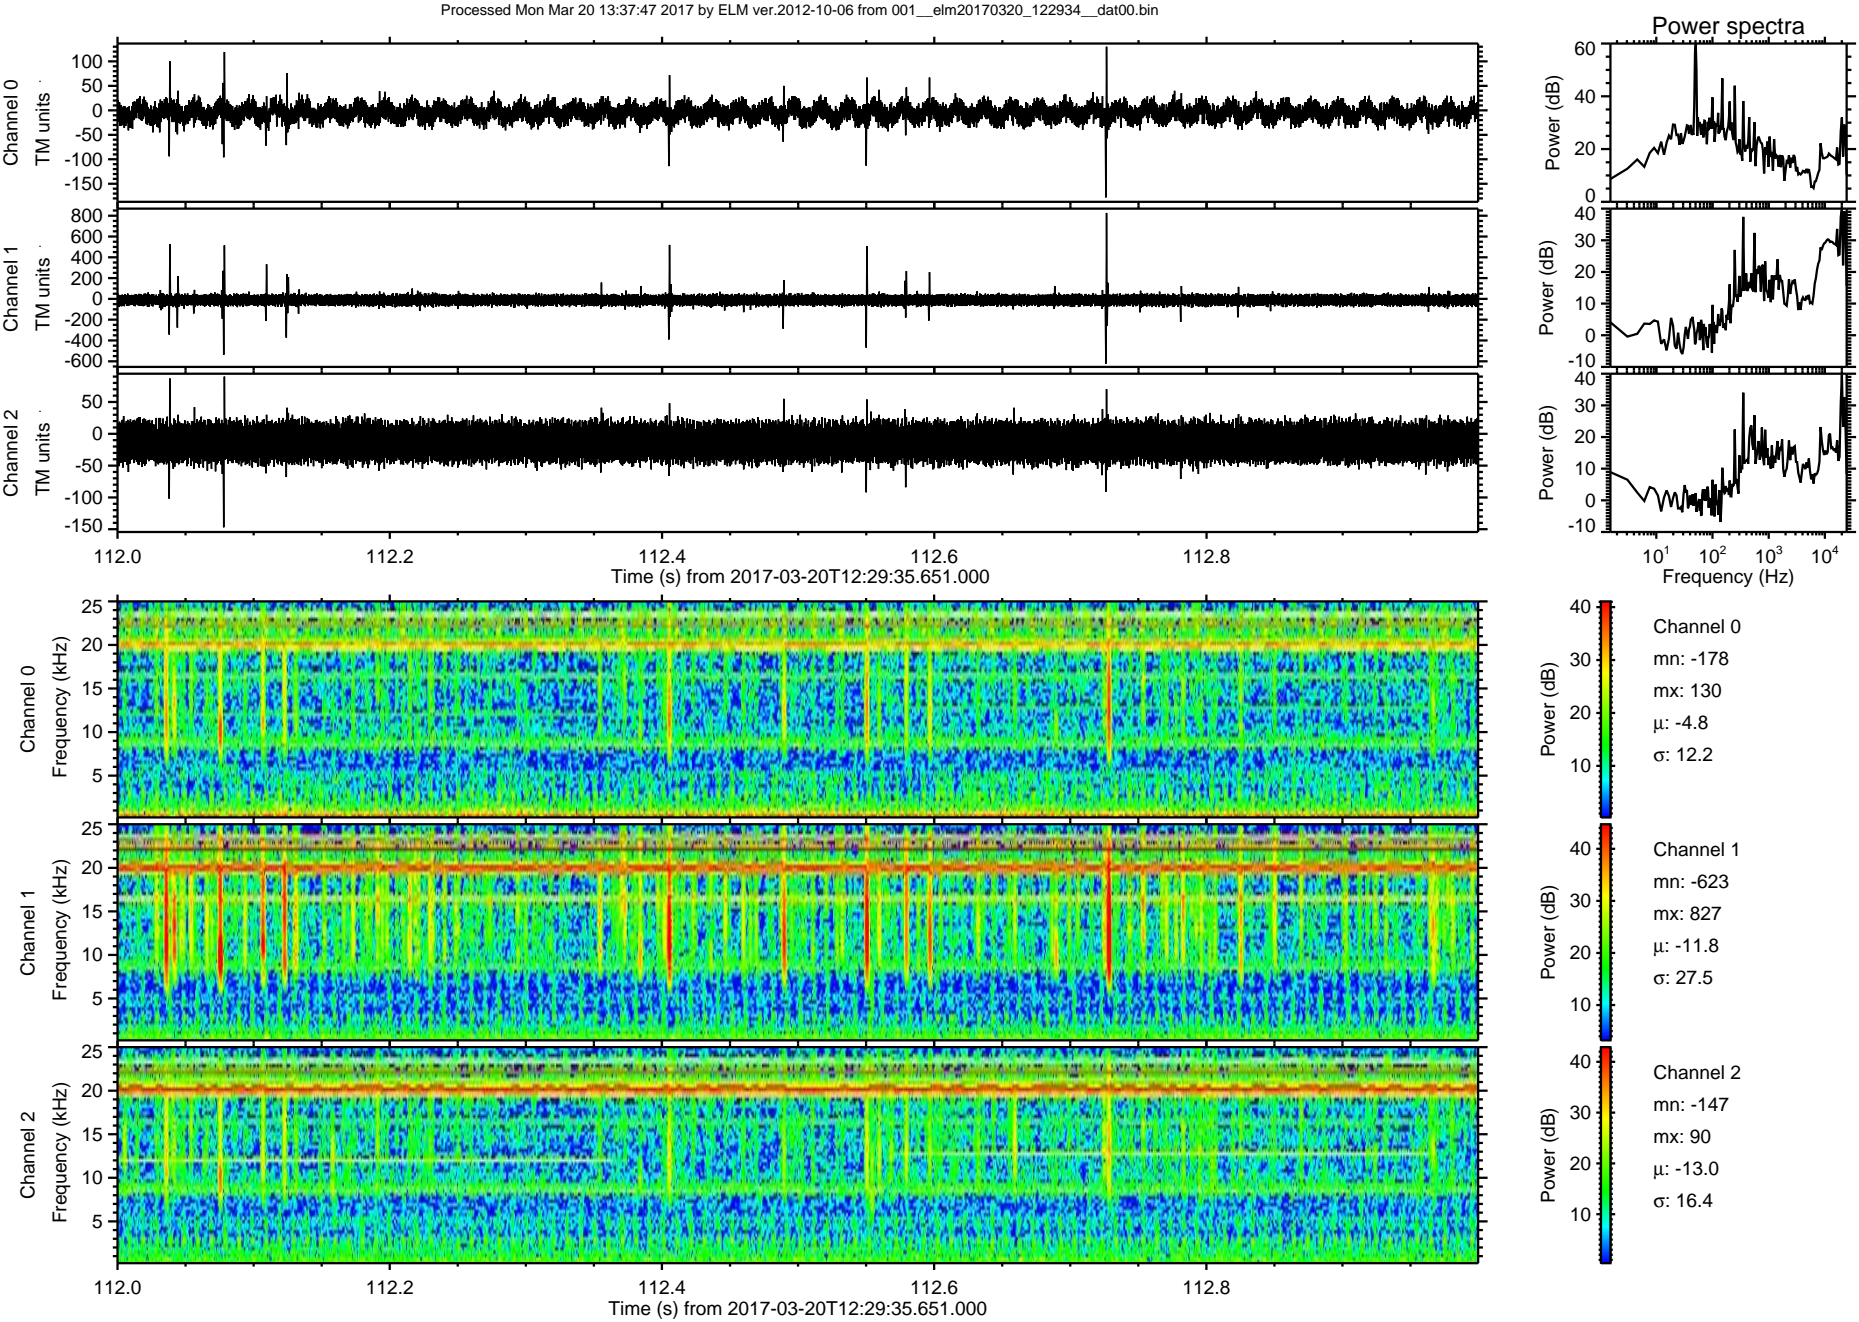 Processed Mon Mar 20 13:37:47 2017 by ELM ver.2012-10-06 from 001__elm20170320_122934__dat00.bin
Power spectra
Channel 0
TM units
100
50
0
-50
-100
-150
Power (dB)
60
40
20
0
Channel 1
TM units
800
600
400
200
0
-200
-400
-600
Power (dB)
40
30
20
10
0
-10
Channel 2
TM units
50
0
-50
-100
-150
Power (dB)
40
30
20
10
0
-10
112.0 112.2 112.4 112.6 112.8
Time (s) from 2017-03-20T12:29:35.651.000
10^1 10^2 10^3 10^4
Frequency (Hz)
Channel 0
Frequency (kHz)
25
20
15
10
5
Power (dB)
40
30
20
10
Channel 0
mn: -178
mx: 130
μ: -4.8
σ: 12.2
Channel 1
Frequency (kHz)
25
20
15
10
5
Power (dB)
40
30
20
10
Channel 1
mn: -623
mx: 827
μ: -11.8
σ: 27.5
Channel 2
Frequency (kHz)
25
20
15
10
5
Power (dB)
40
30
20
10
Channel 2
mn: -147
mx: 90
μ: -13.0
σ: 16.4
112.0 112.2 112.4 112.6 112.8
Time (s) from 2017-03-20T12:29:35.651.000